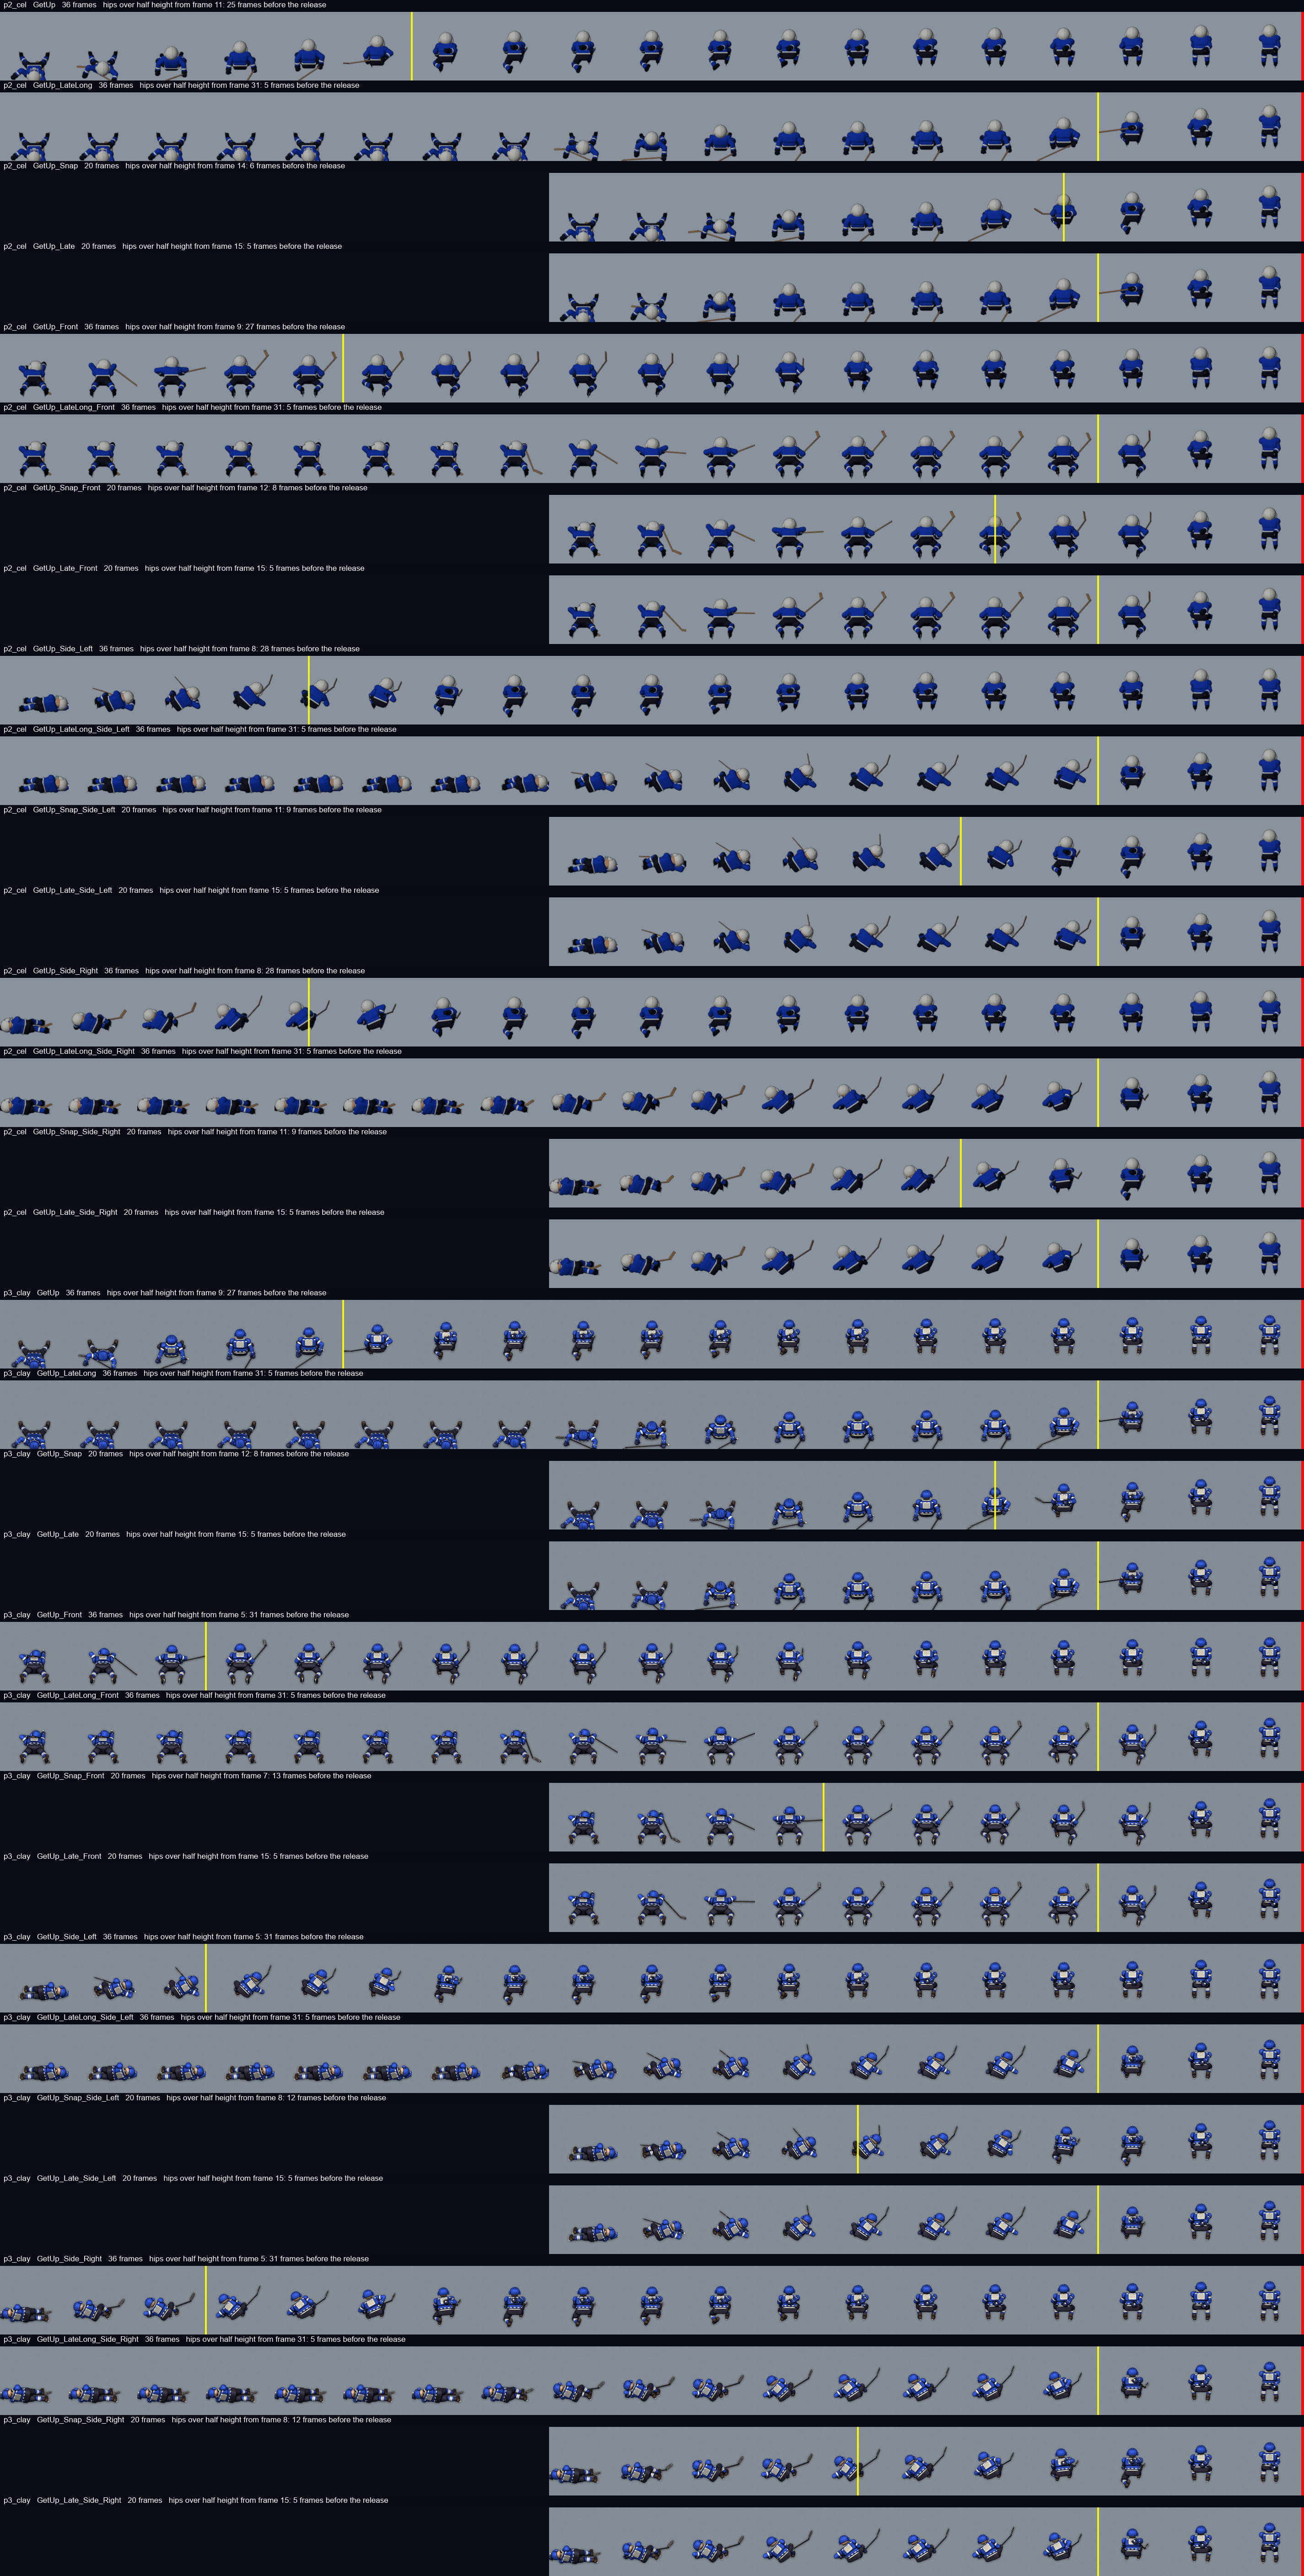 p2_cel GetUp 36 frames hips over half height from frame 11: 25 frames before the release
p2_cel GetUp_LateLong 36 frames hips over half height from frame 31: 5 frames before the release
p2_cel GetUp_Snap 20 frames hips over half height from frame 14: 6 frames before the release
p2_cel GetUp_Late 20 frames hips over half height from frame 15: 5 frames before the release
p2_cel GetUp_Front 36 frames hips over half height from frame 9: 27 frames before the release
p2_cel GetUp_LateLong_Front 36 frames hips over half height from frame 31: 5 frames before the release
p2_cel GetUp_Snap_Front 20 frames hips over half height from frame 12: 8 frames before the release
p2_cel GetUp_Late_Front 20 frames hips over half height from frame 15: 5 frames before the release
p2_cel GetUp_Side_Left 36 frames hips over half height from frame 8: 28 frames before the release
p2_cel GetUp_LateLong_Side_Left 36 frames hips over half height from frame 31: 5 frames before the release
p2_cel GetUp_Snap_Side_Left 20 frames hips over half height from frame 11: 9 frames before the release
p2_cel GetUp_Late_Side_Left 20 frames hips over half height from frame 15: 5 frames before the release
p2_cel GetUp_Side_Right 36 frames hips over half height from frame 8: 28 frames before the release
p2_cel GetUp_LateLong_Side_Right 36 frames hips over half height from frame 31: 5 frames before the release
p2_cel GetUp_Snap_Side_Right 20 frames hips over half height from frame 11: 9 frames before the release
p2_cel GetUp_Late_Side_Right 20 frames hips over half height from frame 15: 5 frames before the release
p3_clay GetUp 36 frames hips over half height from frame 9: 27 frames before the release
p3_clay GetUp_LateLong 36 frames hips over half height from frame 31: 5 frames before the release
p3_clay GetUp_Snap 20 frames hips over half height from frame 12: 8 frames before the release
p3_clay GetUp_Late 20 frames hips over half height from frame 15: 5 frames before the release
p3_clay GetUp_Front 36 frames hips over half height from frame 5: 31 frames before the release
p3_clay GetUp_LateLong_Front 36 frames hips over half height from frame 31: 5 frames before the release
p3_clay GetUp_Snap_Front 20 frames hips over half height from frame 7: 13 frames before the release
p3_clay GetUp_Late_Front 20 frames hips over half height from frame 15: 5 frames before the release
p3_clay GetUp_Side_Left 36 frames hips over half height from frame 5: 31 frames before the release
p3_clay GetUp_LateLong_Side_Left 36 frames hips over half height from frame 31: 5 frames before the release
p3_clay GetUp_Snap_Side_Left 20 frames hips over half height from frame 8: 12 frames before the release
p3_clay GetUp_Late_Side_Left 20 frames hips over half height from frame 15: 5 frames before the release
p3_clay GetUp_Side_Right 36 frames hips over half height from frame 5: 31 frames before the release
p3_clay GetUp_LateLong_Side_Right 36 frames hips over half height from frame 31: 5 frames before the release
p3_clay GetUp_Snap_Side_Right 20 frames hips over half height from frame 8: 12 frames before the release
p3_clay GetUp_Late_Side_Right 20 frames hips over half height from frame 15: 5 frames before the release